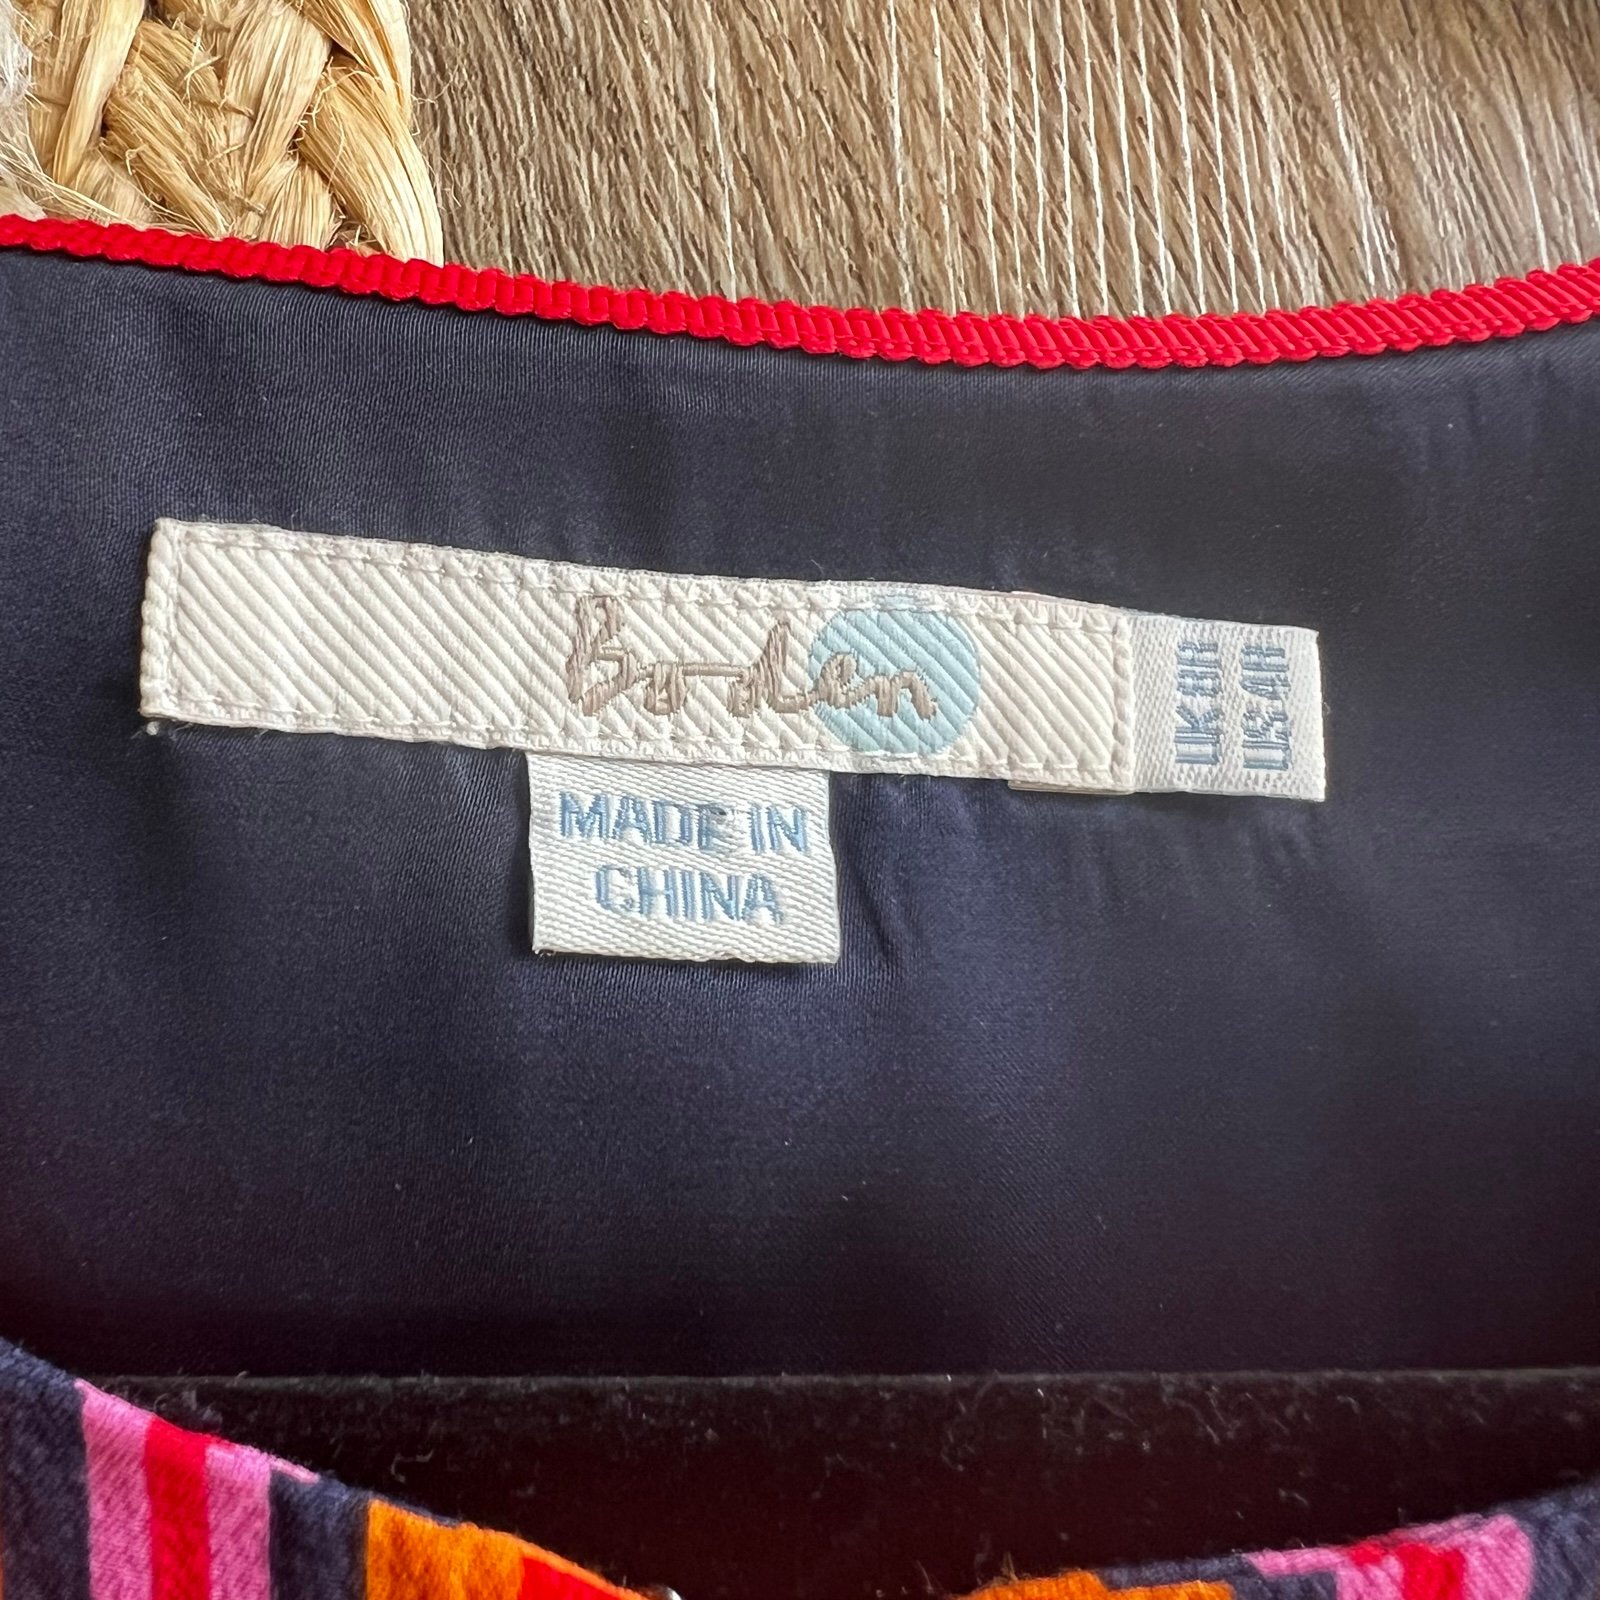 Boden
UK 8R
US 4R
MADE IN
CHINA